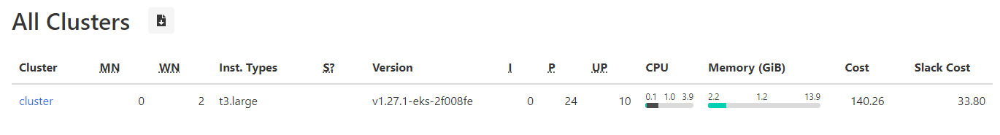 All Clusters
Cluster MN WN Inst. Types S? Version I P UP CPU Memory (GiB) Cost Slack Cost
cluster 0 2 t3.large v1.27.1-eks-2f008fe 0 24 10 0.1 1.0 3.9 2.2 1.2 13.9 140.26 33.80